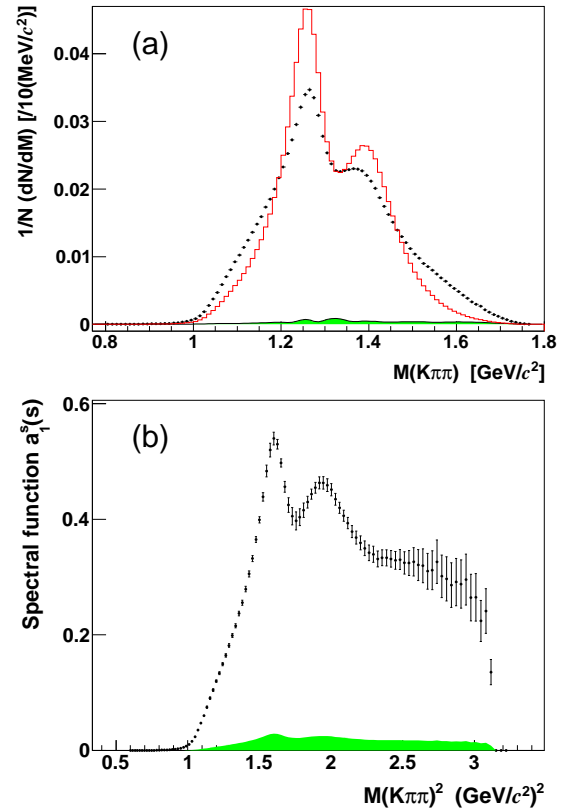 (a)
1/N (dN/dM) [/10(MeV/c²)]
0.04
0.03
0.02
0.01
0
0.8 1 1.2 1.4 1.6 1.8
M(Kππ) [GeV/c²]
(b)
Spectral function a₁ˢ(s)
0.6
0.4
0.2
0
0.5 1 1.5 2 2.5 3
M(Kππ)² (GeV/c²)²